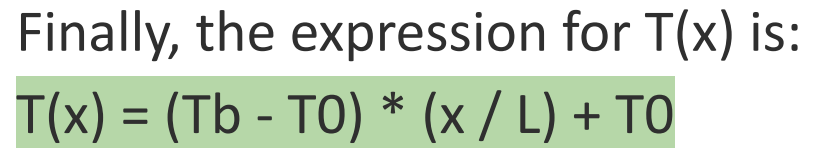 Finally, the expression for T(x) is:
T(x) = (Tb - T0) * (x / L) + T0